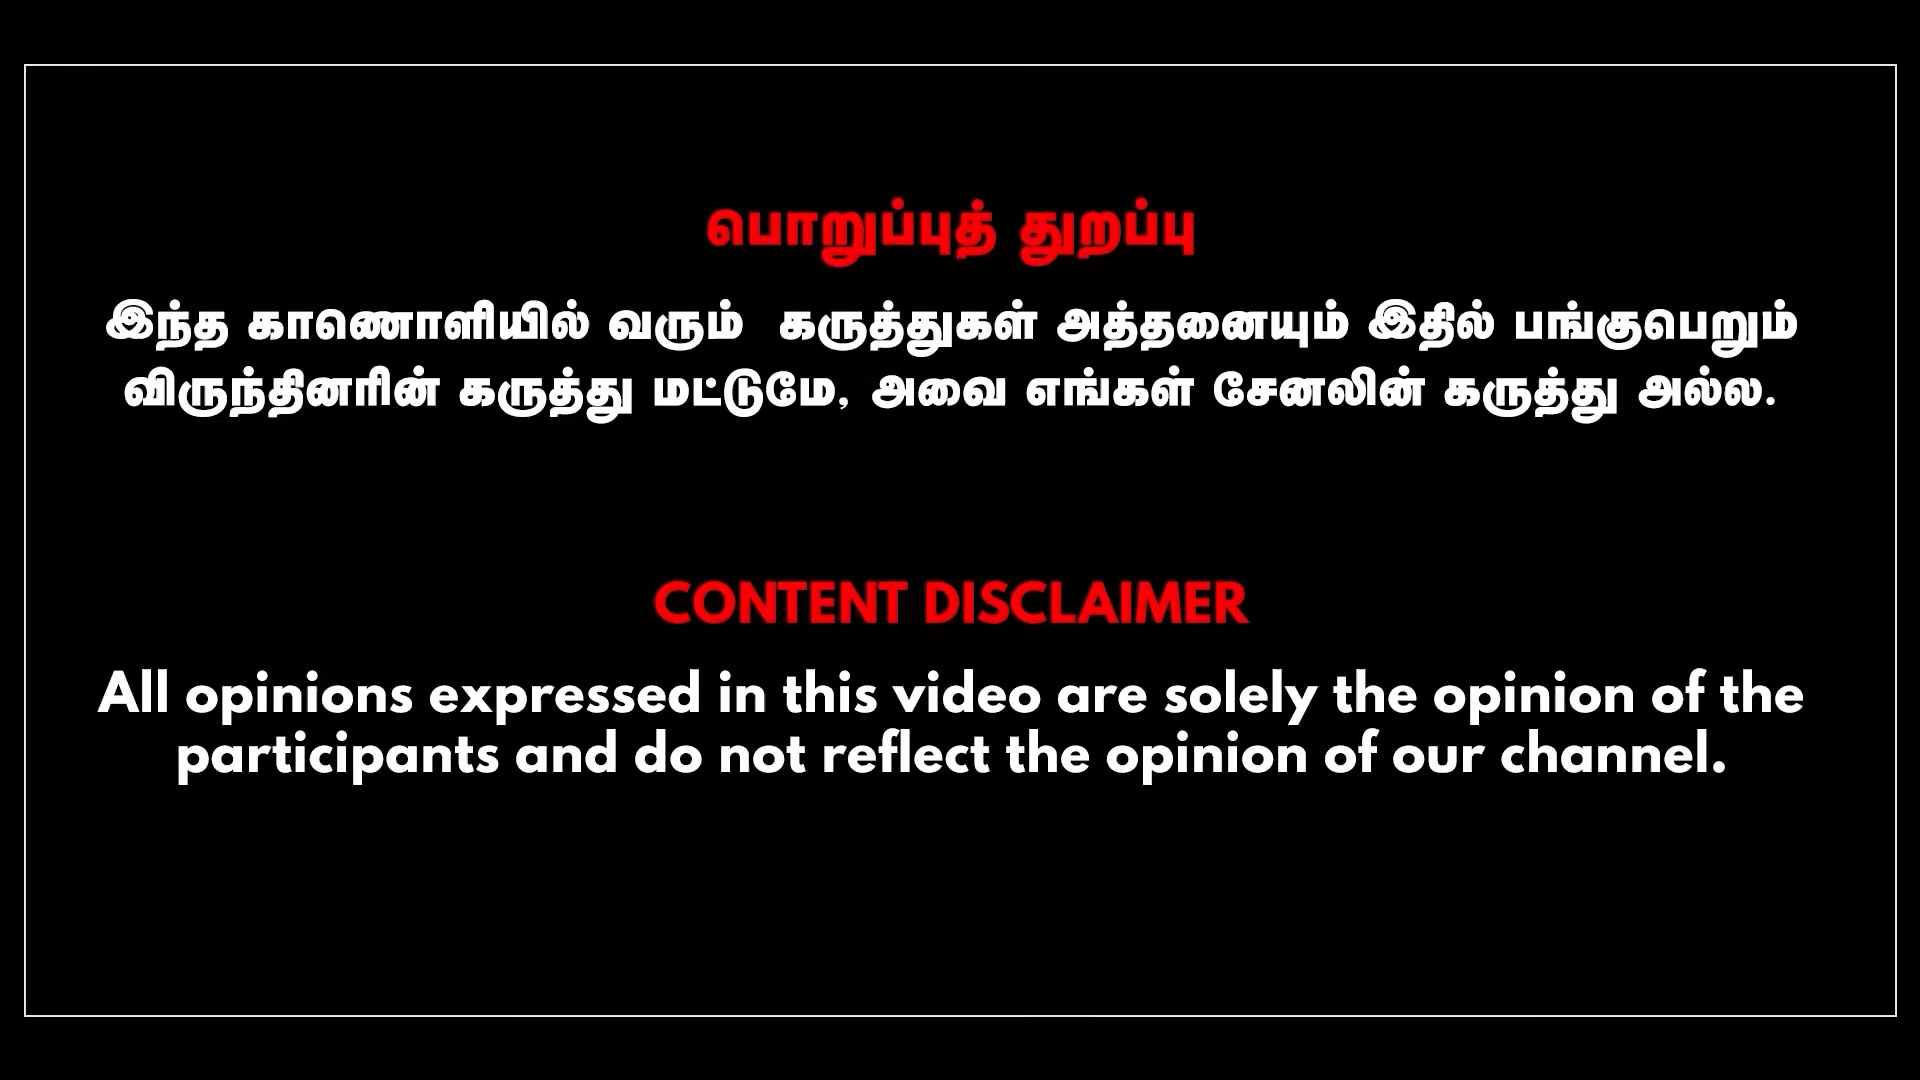 பொறுப்புத் துறப்பு
இந்த காணொளியில் வரும் கருத்துகள் அத்தனையும் இதில் பங்குபெறும்
விருந்தினரின் கருத்து மட்டுமே, அவை எங்கள் சேனலின் கருத்து அல்ல.
CONTENT DISCLAIMER
All opinions expressed in this video are solely the opinion of the
participants and do not reflect the opinion of our channel.